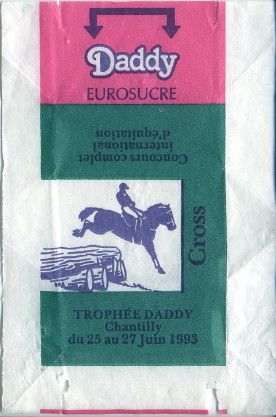 Daddy
EUROSUCRE
Concours complet
international
d'équitation
Cross
TROPHÉE DADDY
Chantilly
du 25 au 27 Juin 1993